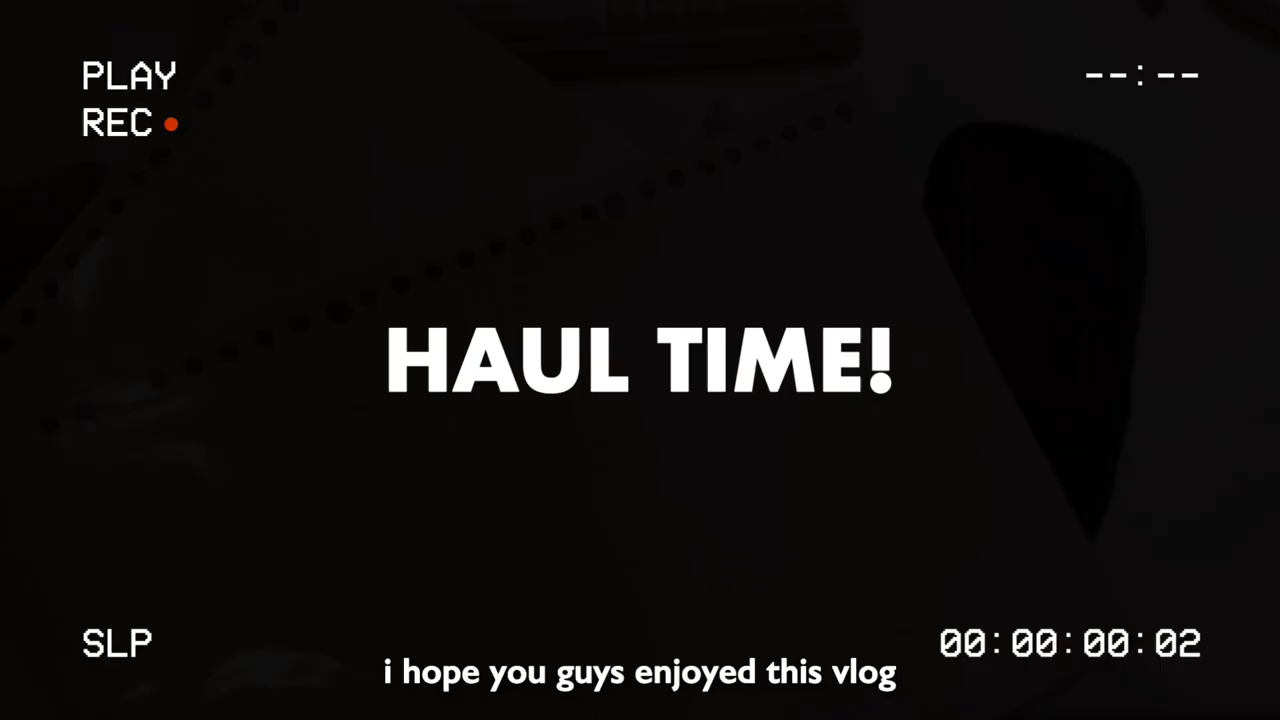 PLAY
--:--
REC
HAUL TIME!
SLP
00:00:00:02
i hope you guys enjoyed this vlog